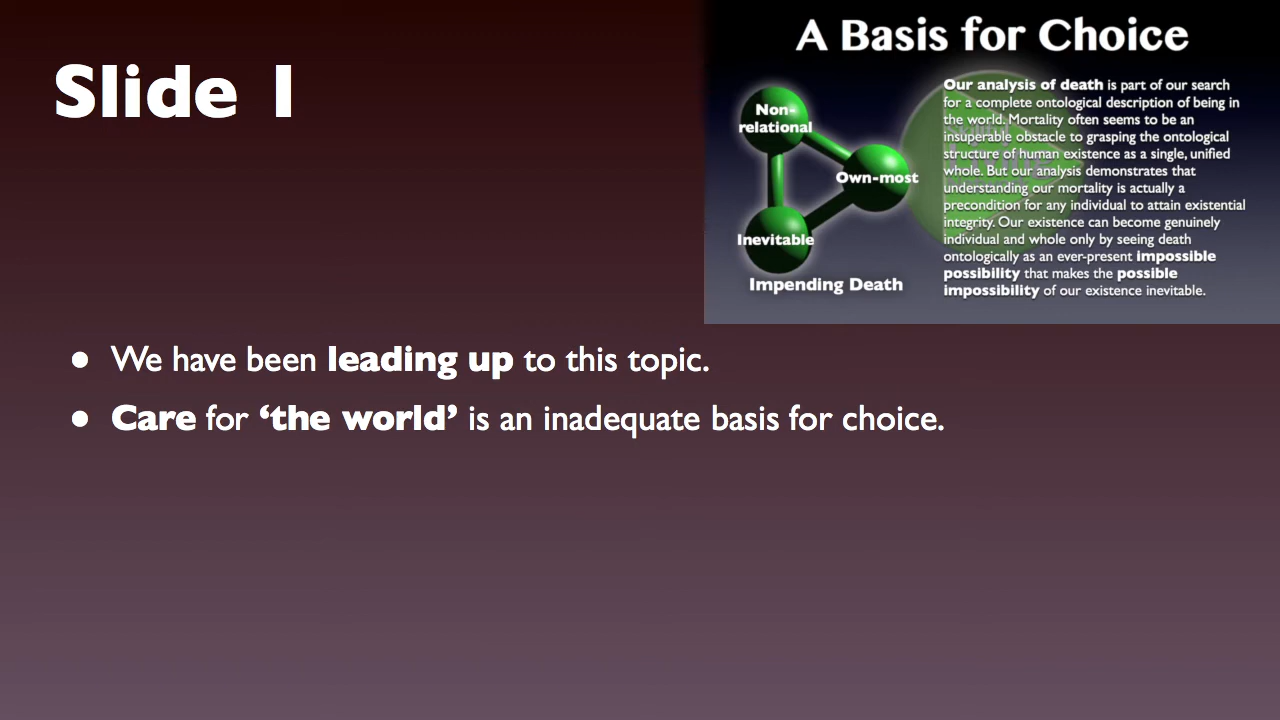 Slide 1
A Basis for Choice
Non-
relational
Own-most
Inevitable
Impending Death
Our analysis of death is part of our search
for a complete ontological description of being in
the world. Mortality often seems to be an
insuperable obstacle to grasping the ontological
structure of human existence as a single, unified
whole. But our analysis demonstrates that
understanding our mortality is actually a
precondition for any individual to attain existential
integrity. Our existence can become genuinely
individual and whole only by seeing death
ontologically as an ever-present impossible
possibility that makes the possible
impossibility of our existence inevitable.
● We have been leading up to this topic.
● Care for ‘the world’ is an inadequate basis for choice.